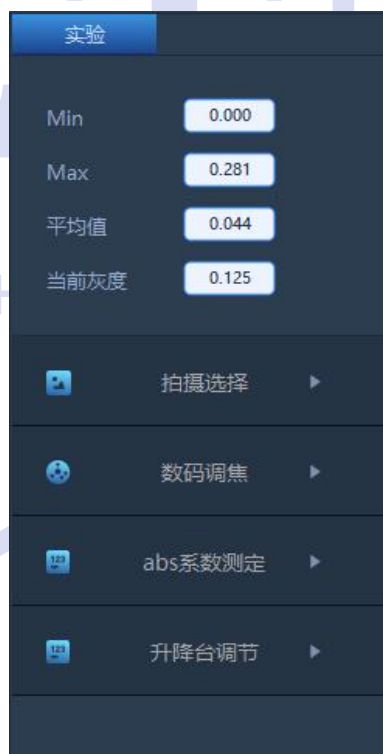 实验
Min 0.000
Max 0.281
平均值 0.044
当前灰度 0.125
拍摄选择
数码调焦
abs系数测定
升降台调节